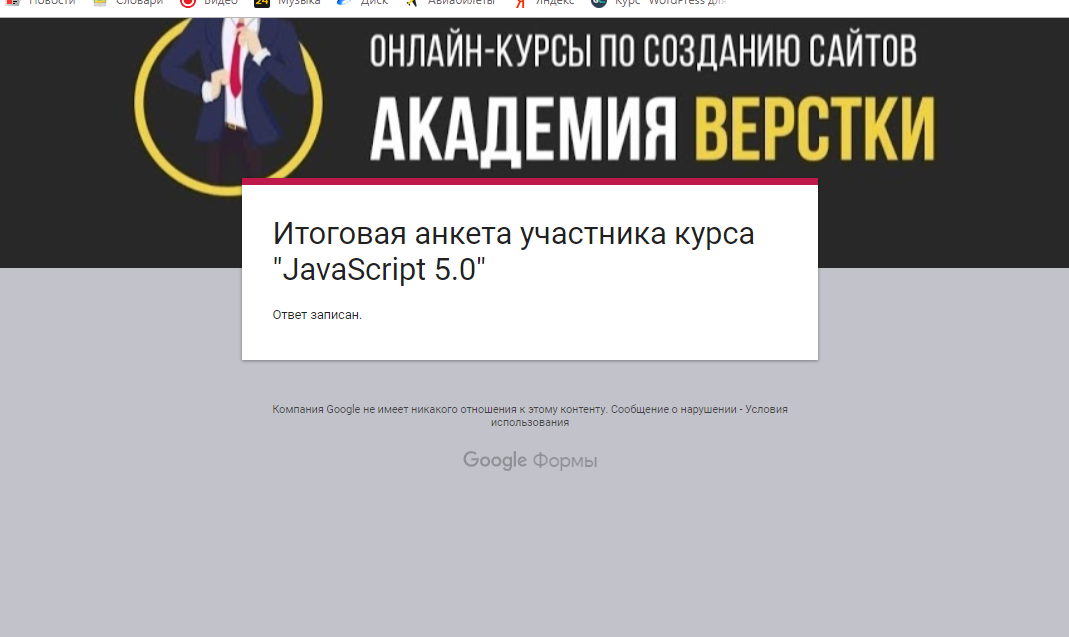 Новости Словари Видео 24 Музыка Диск Авиабилеты Яндекс Курс "WordPress для
ОНЛАЙН-КУРСЫ ПО СОЗДАНИЮ САЙТОВ
АКАДЕМИЯ ВЕРСТКИ
Итоговая анкета участника курса
"JavaScript 5.0"
Ответ записан.
Компания Google не имеет никакого отношения к этому контенту. Сообщение о нарушении - Условия
использования
Google Формы